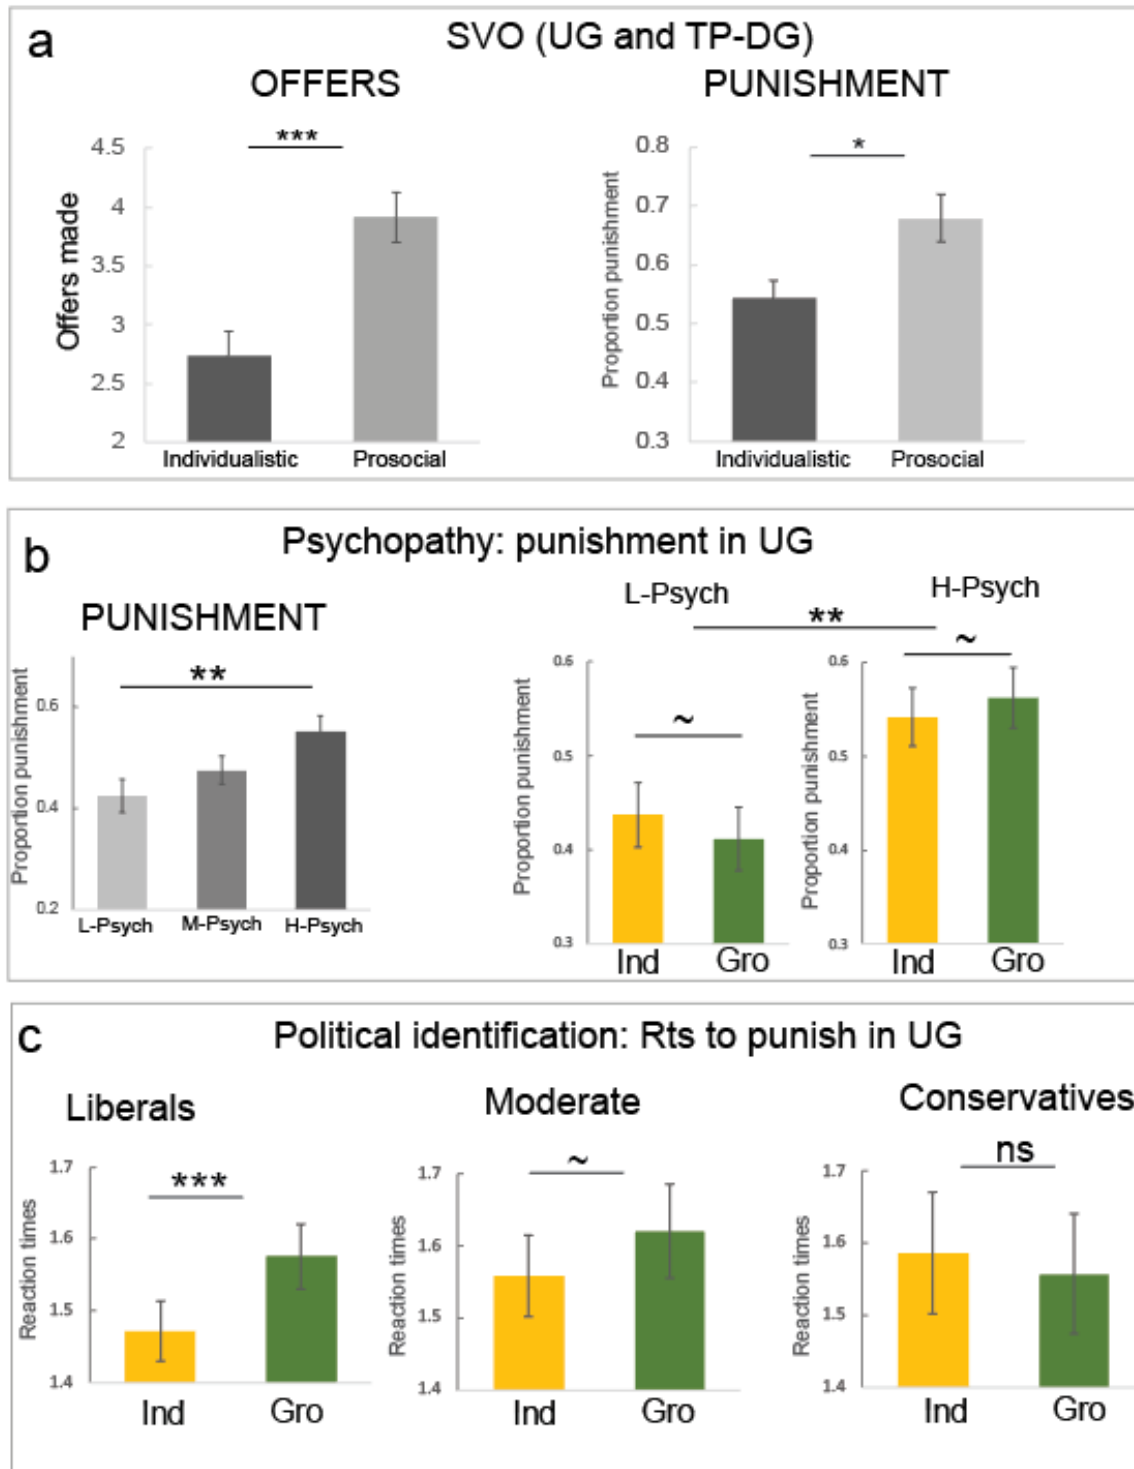 a
SVO (UG and TP-DG)
OFFERS
***
Offers made
4.5
4
3.5
3
2.5
2
Individualistic Prosocial
PUNISHMENT
*
Proportion punishment
0.8
0.7
0.6
0.5
0.4
0.3
Individualistic Prosocial
b
Psychopathy: punishment in UG
PUNISHMENT
**
Proportion punishment
0.6
0.4
0.2
L-Psych M-Psych H-Psych
L-Psych
H-Psych
**
~
Proportion punishment
0.6
0.5
0.4
0.3
Ind Gro
~
Proportion punishment
0.6
0.5
0.4
0.3
Ind Gro
c
Political identification: Rts to punish in UG
Liberals
***
Reaction times
1.7
1.6
1.5
1.4
Ind Gro
Moderate
~
Reaction times
1.7
1.6
1.5
1.4
Ind Gro
Conservatives
ns
Reaction times
1.7
1.6
1.5
1.4
Ind Gro